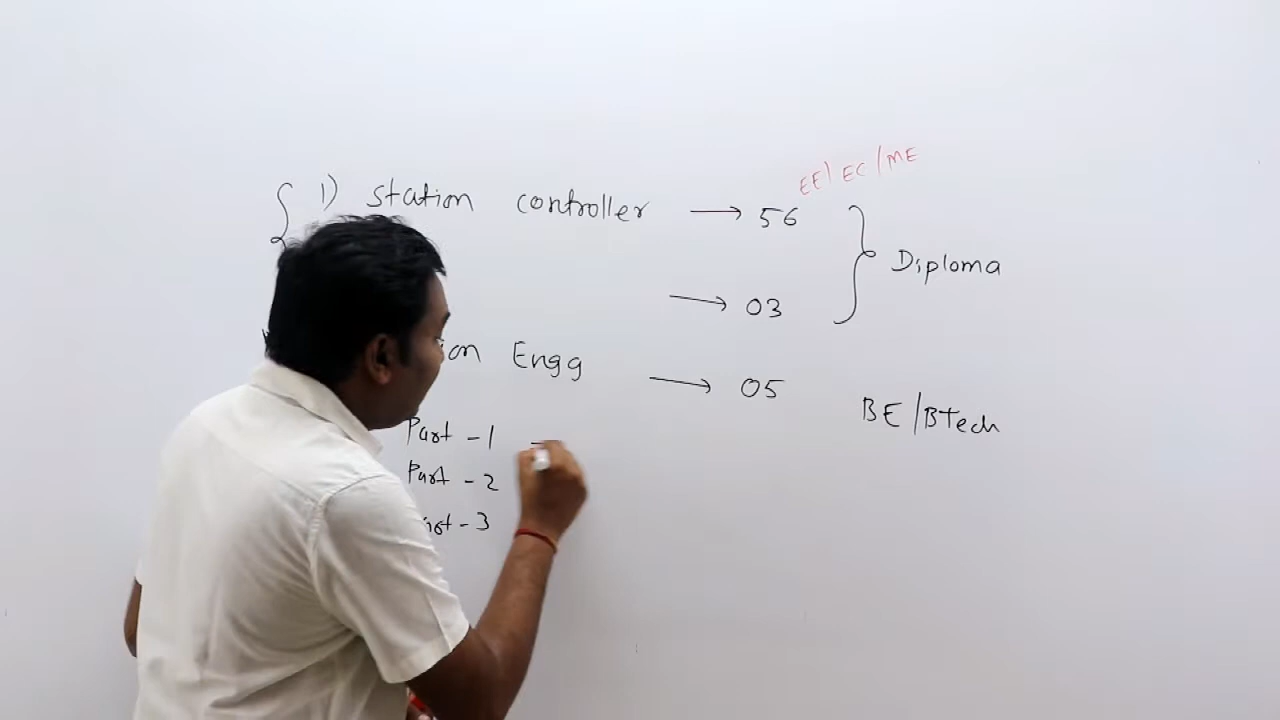 EE/ EC/ME
1) station controller → 56
Diploma
→ 03
Engg → 05
BE/BTech
Part - 1
Part - 2
- 3